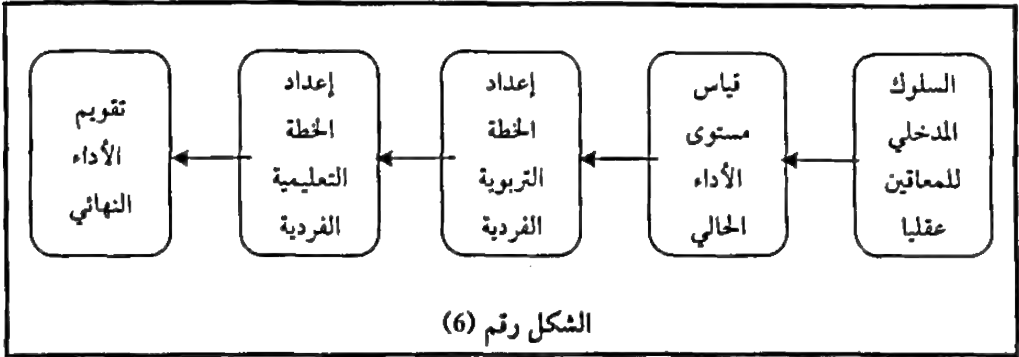 السلوك
المدخلي
للمعاقين
عقليا
قياس
مستوى
الأداء
الحالي
إعداد
الخطة
التربوية
الفردية
إعداد
الخطة
التعليمية
الفردية
تقويم
الأداء
النهائي
الشكل رقم (6)